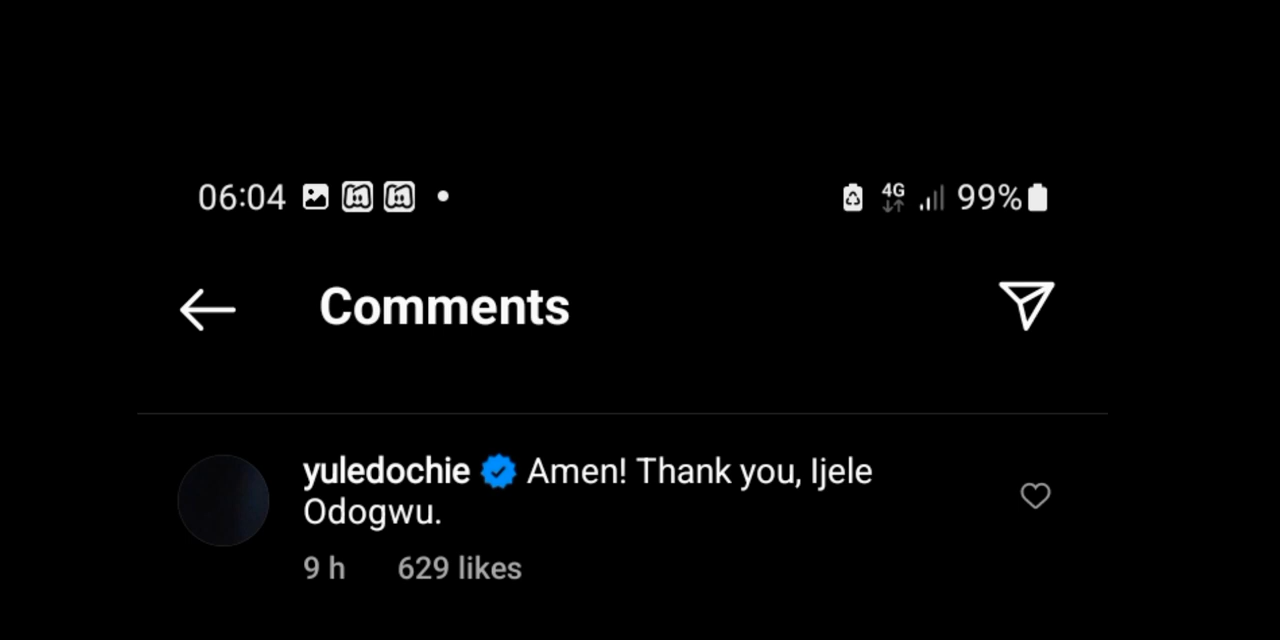 06:04 4G 99%
Comments
yuledochie Amen! Thank you, Ijele
Odogwu.
9 h 629 likes